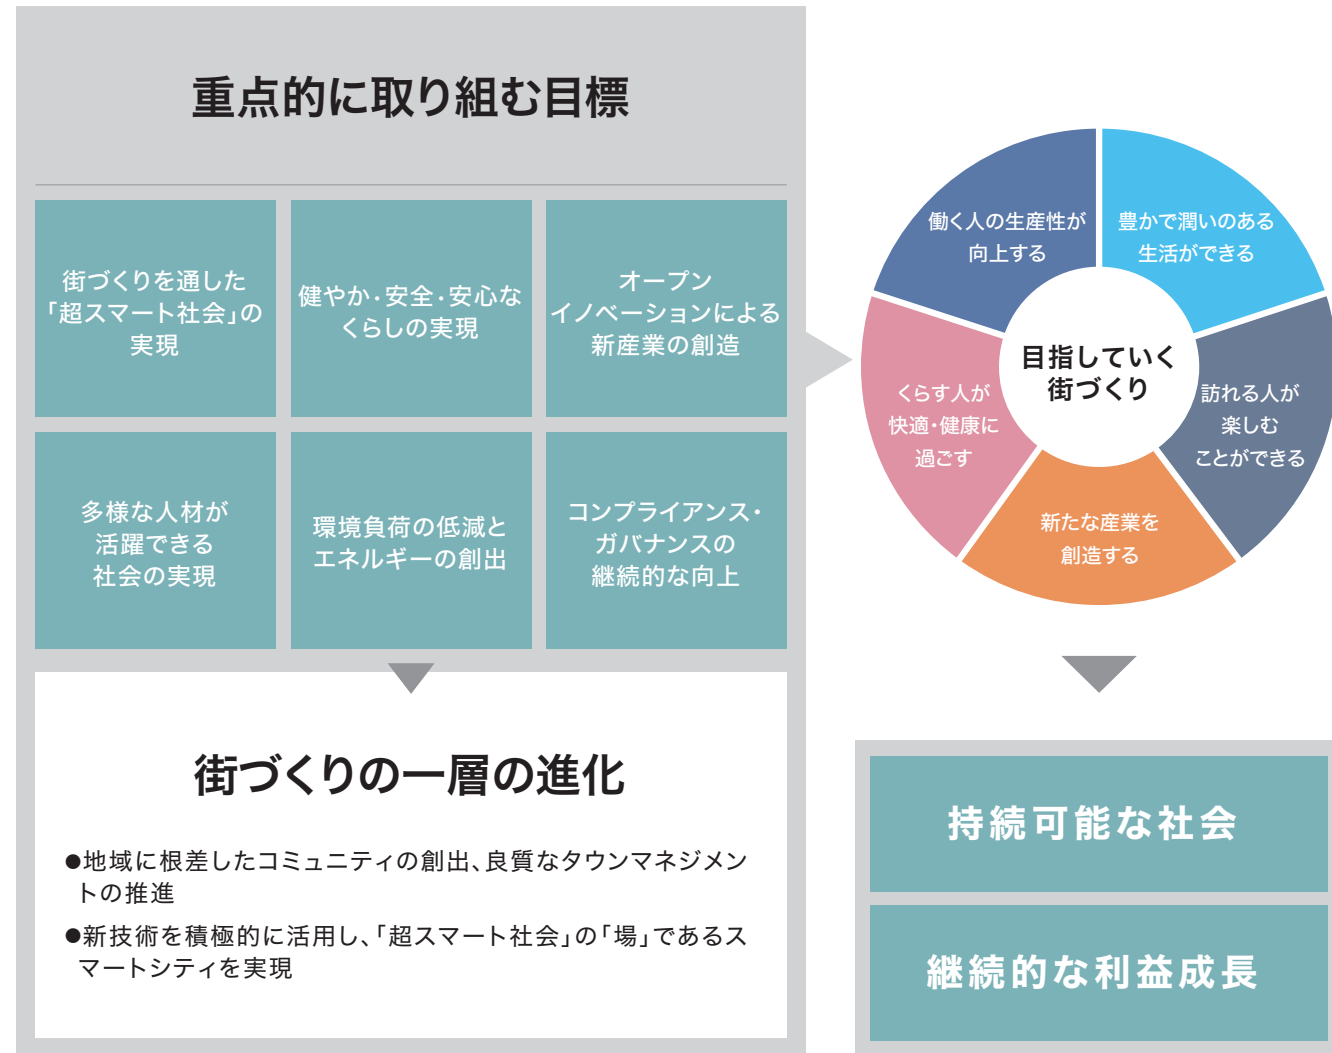 重点的に取り組む目標
街づくりを通した
「超スマート社会」の
実現
健やか・安全・安心な
くらしの実現
オープン
イノベーションによる
新産業の創造
多様な人材が
活躍できる
社会の実現
環境負荷の低減と
エネルギーの創出
コンプライアンス・
ガバナンスの
継続的な向上
街づくりの一層の進化
●地域に根差したコミュニティの創出、良質なタウンマネジメン
トの推進
●新技術を積極的に活用し、「超スマート社会」の「場」であるス
マートシティを実現
働く人の生産性が
向上する
豊かで潤いのある
生活ができる
目指していく
街づくり
くらす人が
快適・健康に
過ごす
訪れる人が
楽しむ
ことができる
新たな産業を
創造する
持続可能な社会
継続的な利益成長